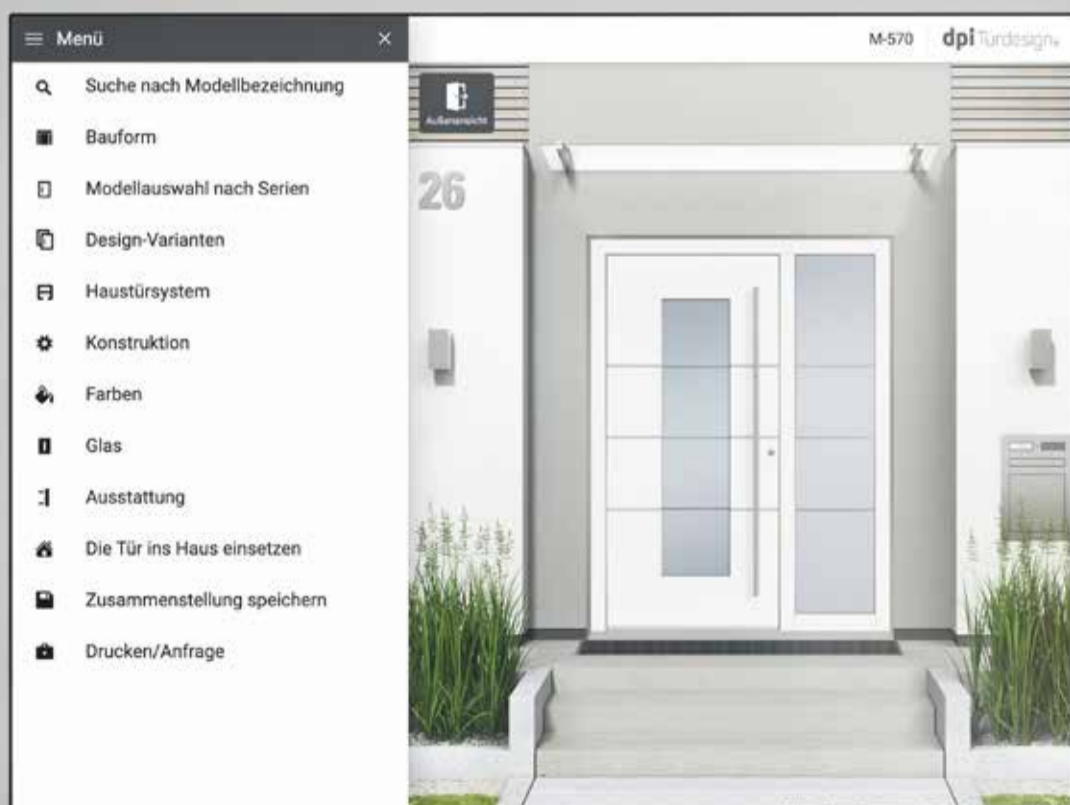 Menü
M-570
dpi Türdesign
Suche nach Modellbezeichnung
Außenansicht
Bauform
Modellauswahl nach Serien
26
Design-Varianten
Haustürsystem
Konstruktion
Farben
Glas
Ausstattung
Die Tür ins Haus einsetzen
Zusammenstellung speichern
Drucken/Anfrage